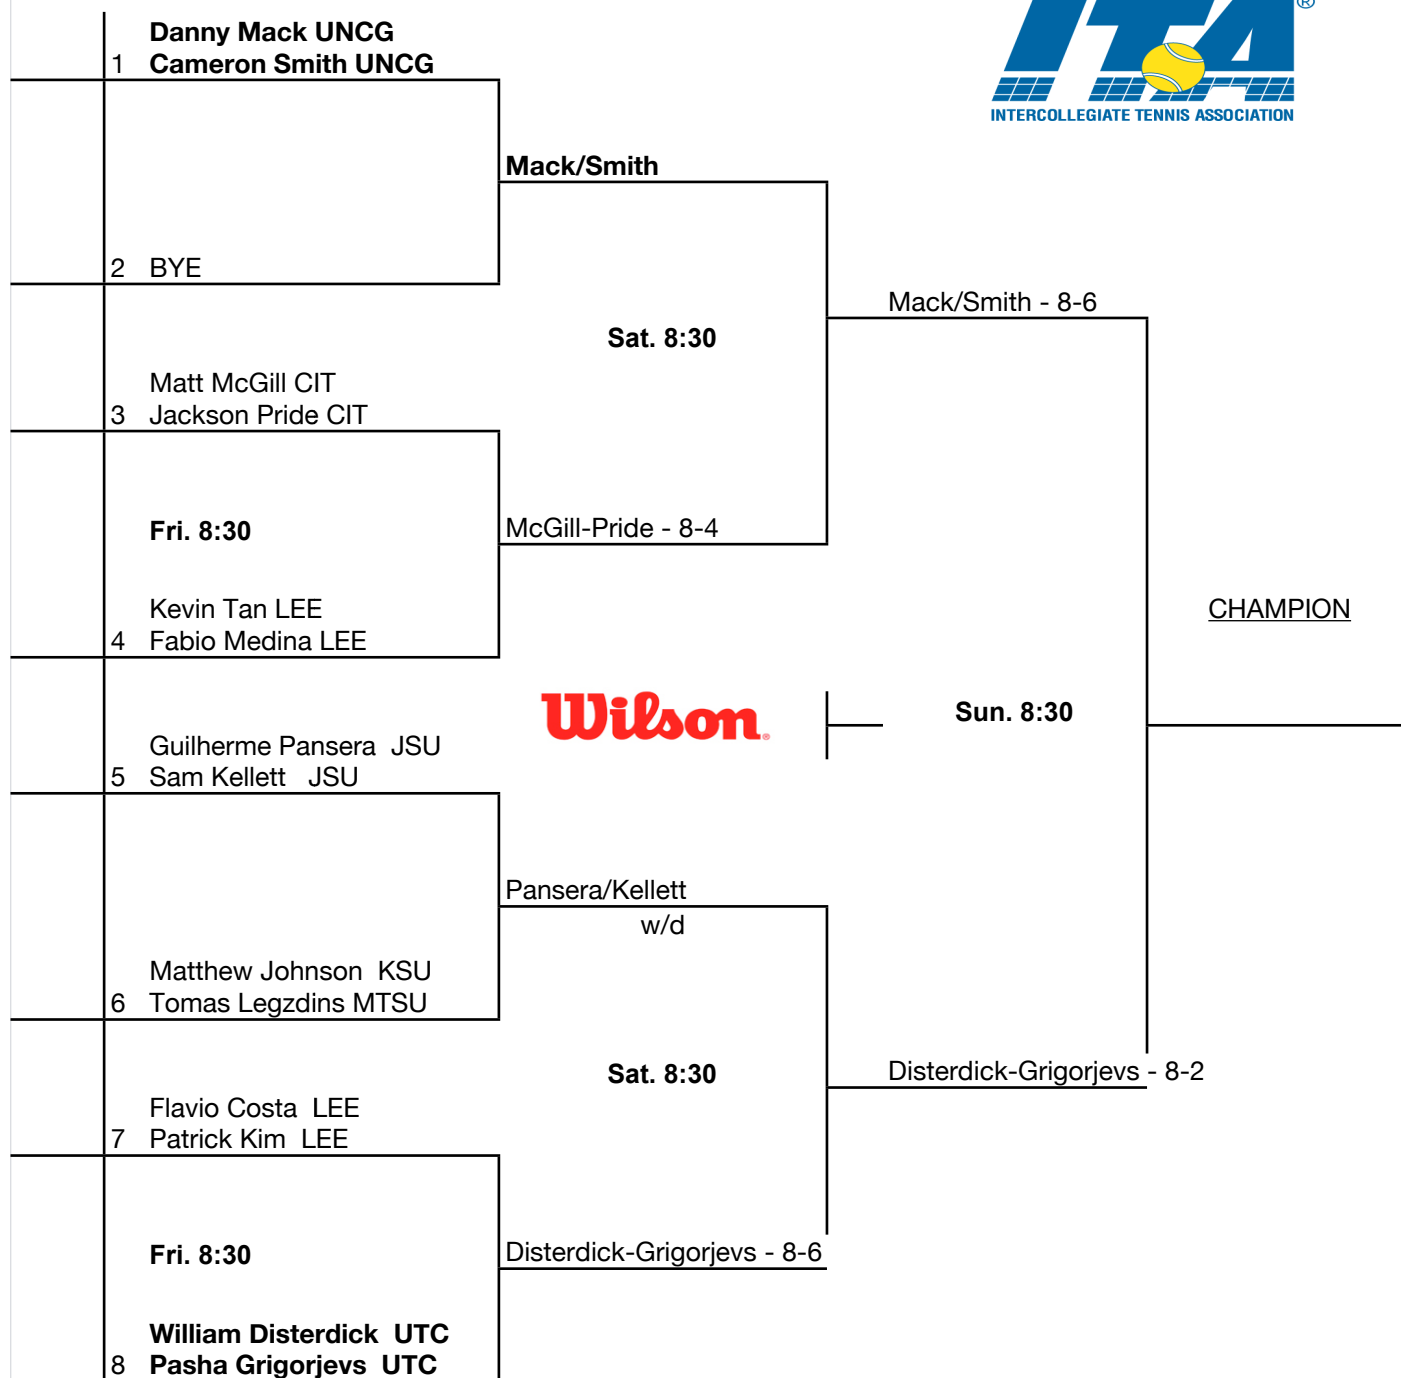 Danny Mack UNCG
1 Cameron Smith UNCG
®
ITA
INTERCOLLEGIATE TENNIS ASSOCIATION
Mack/Smith
2 BYE
Mack/Smith - 8-6
Sat. 8:30
Matt McGill CIT
3 Jackson Pride CIT
Fri. 8:30
McGill-Pride - 8-4
Kevin Tan LEE
4 Fabio Medina LEE
CHAMPION
Wilson®
Sun. 8:30
Guilherme Pansera JSU
5 Sam Kellett JSU
Pansera/Kellett
w/d
Matthew Johnson KSU
6 Tomas Legzdins MTSU
Sat. 8:30
Disterdick-Grigorjevs - 8-2
Flavio Costa LEE
7 Patrick Kim LEE
Fri. 8:30
Disterdick-Grigorjevs - 8-6
William Disterdick UTC
8 Pasha Grigorjevs UTC